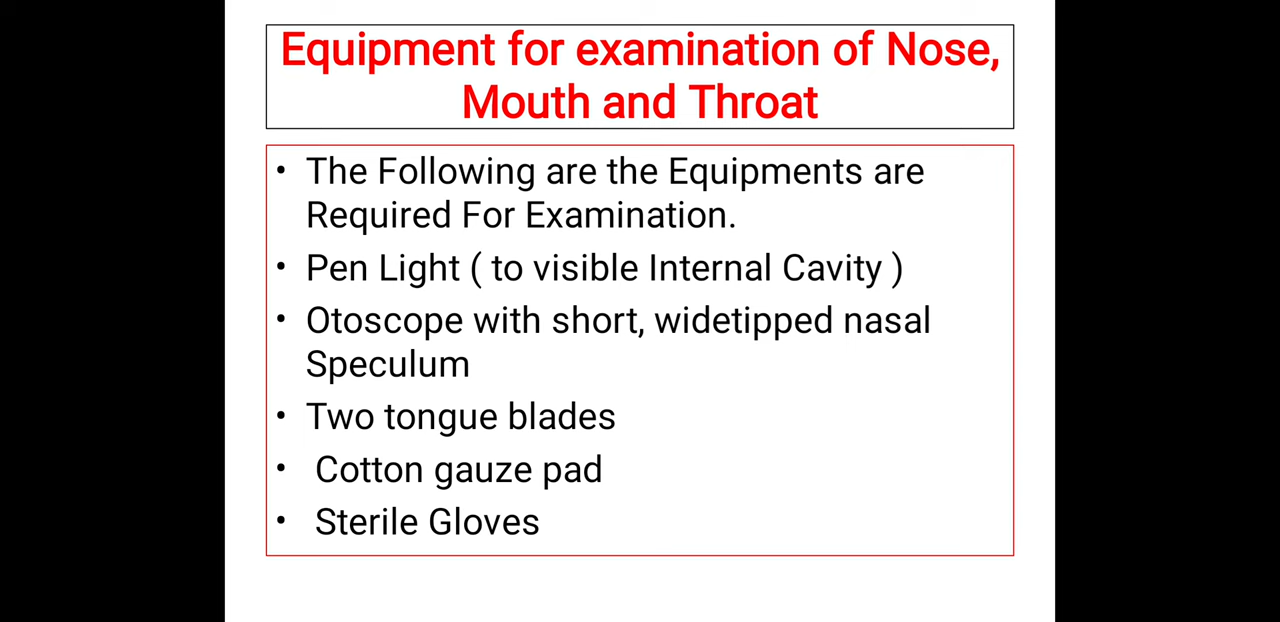 Equipment for examination of Nose,
Mouth and Throat
• The Following are the Equipments are
Required For Examination.
• Pen Light ( to visible Internal Cavity )
• Otoscope with short, widetipped nasal
Speculum
• Two tongue blades
• Cotton gauze pad
• Sterile Gloves